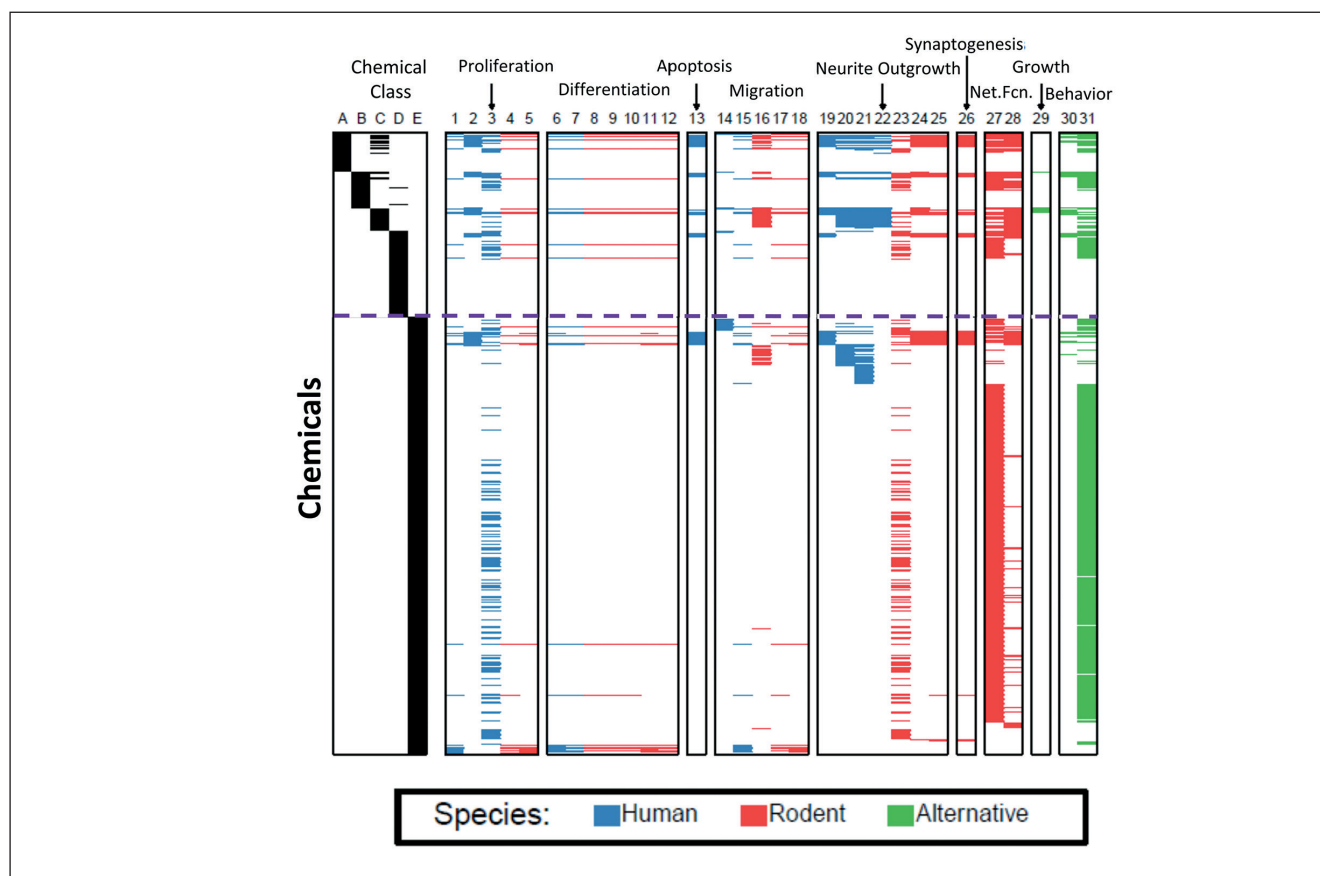 Synaptogenesis
Chemical Class
Proliferation
Differentiation
Apoptosis
Migration
Neurite Outgrowth
Growth
Net.Fcn.
Behavior
A B C D E 1 2 3 4 5 6 7 8 9 10 11 12 13 14 15 16 17 18 19 20 21 22 23 24 25 26 27 28 29 30 31
Chemicals
Species: Human Rodent Alternative